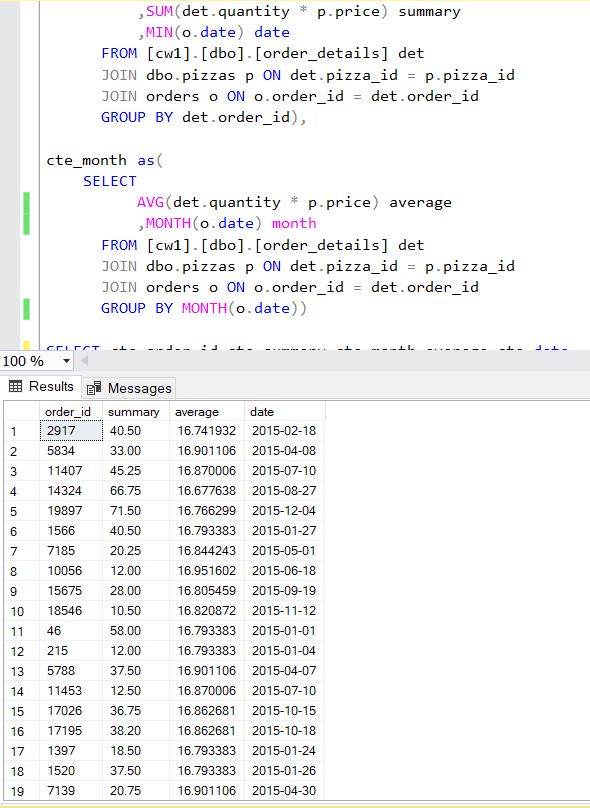 ,SUM(det.quantity * p.price) summary
,MIN(o.date) date
FROM [cw1].[dbo].[order_details] det
JOIN dbo.pizzas p ON det.pizza_id = p.pizza_id
JOIN orders o ON o.order_id = det.order_id
GROUP BY det.order_id),
cte_month as(
SELECT
AVG(det.quantity * p.price) average
,MONTH(o.date) month
FROM [cw1].[dbo].[order_details] det
JOIN dbo.pizzas p ON det.pizza_id = p.pizza_id
JOIN orders o ON o.order_id = det.order_id
GROUP BY MONTH(o.date))
100 %
Results Messages
order_id summary average date
1 2917 40.50 16.741932 2015-02-18
2 5834 33.00 16.901106 2015-04-08
3 11407 45.25 16.870006 2015-07-10
4 14324 66.75 16.677638 2015-08-27
5 19897 71.50 16.766299 2015-12-04
6 1566 40.50 16.793383 2015-01-27
7 7185 20.25 16.844243 2015-05-01
8 10056 12.00 16.951602 2015-06-18
9 15675 28.00 16.805459 2015-09-19
10 18546 10.50 16.820872 2015-11-12
11 46 58.00 16.793383 2015-01-01
12 215 12.00 16.793383 2015-01-04
13 5788 37.50 16.901106 2015-04-07
14 11453 12.50 16.870006 2015-07-10
15 17026 36.75 16.862681 2015-10-15
16 17195 38.20 16.862681 2015-10-18
17 1397 18.50 16.793383 2015-01-24
18 1520 37.50 16.793383 2015-01-26
19 7139 20.75 16.901106 2015-04-30